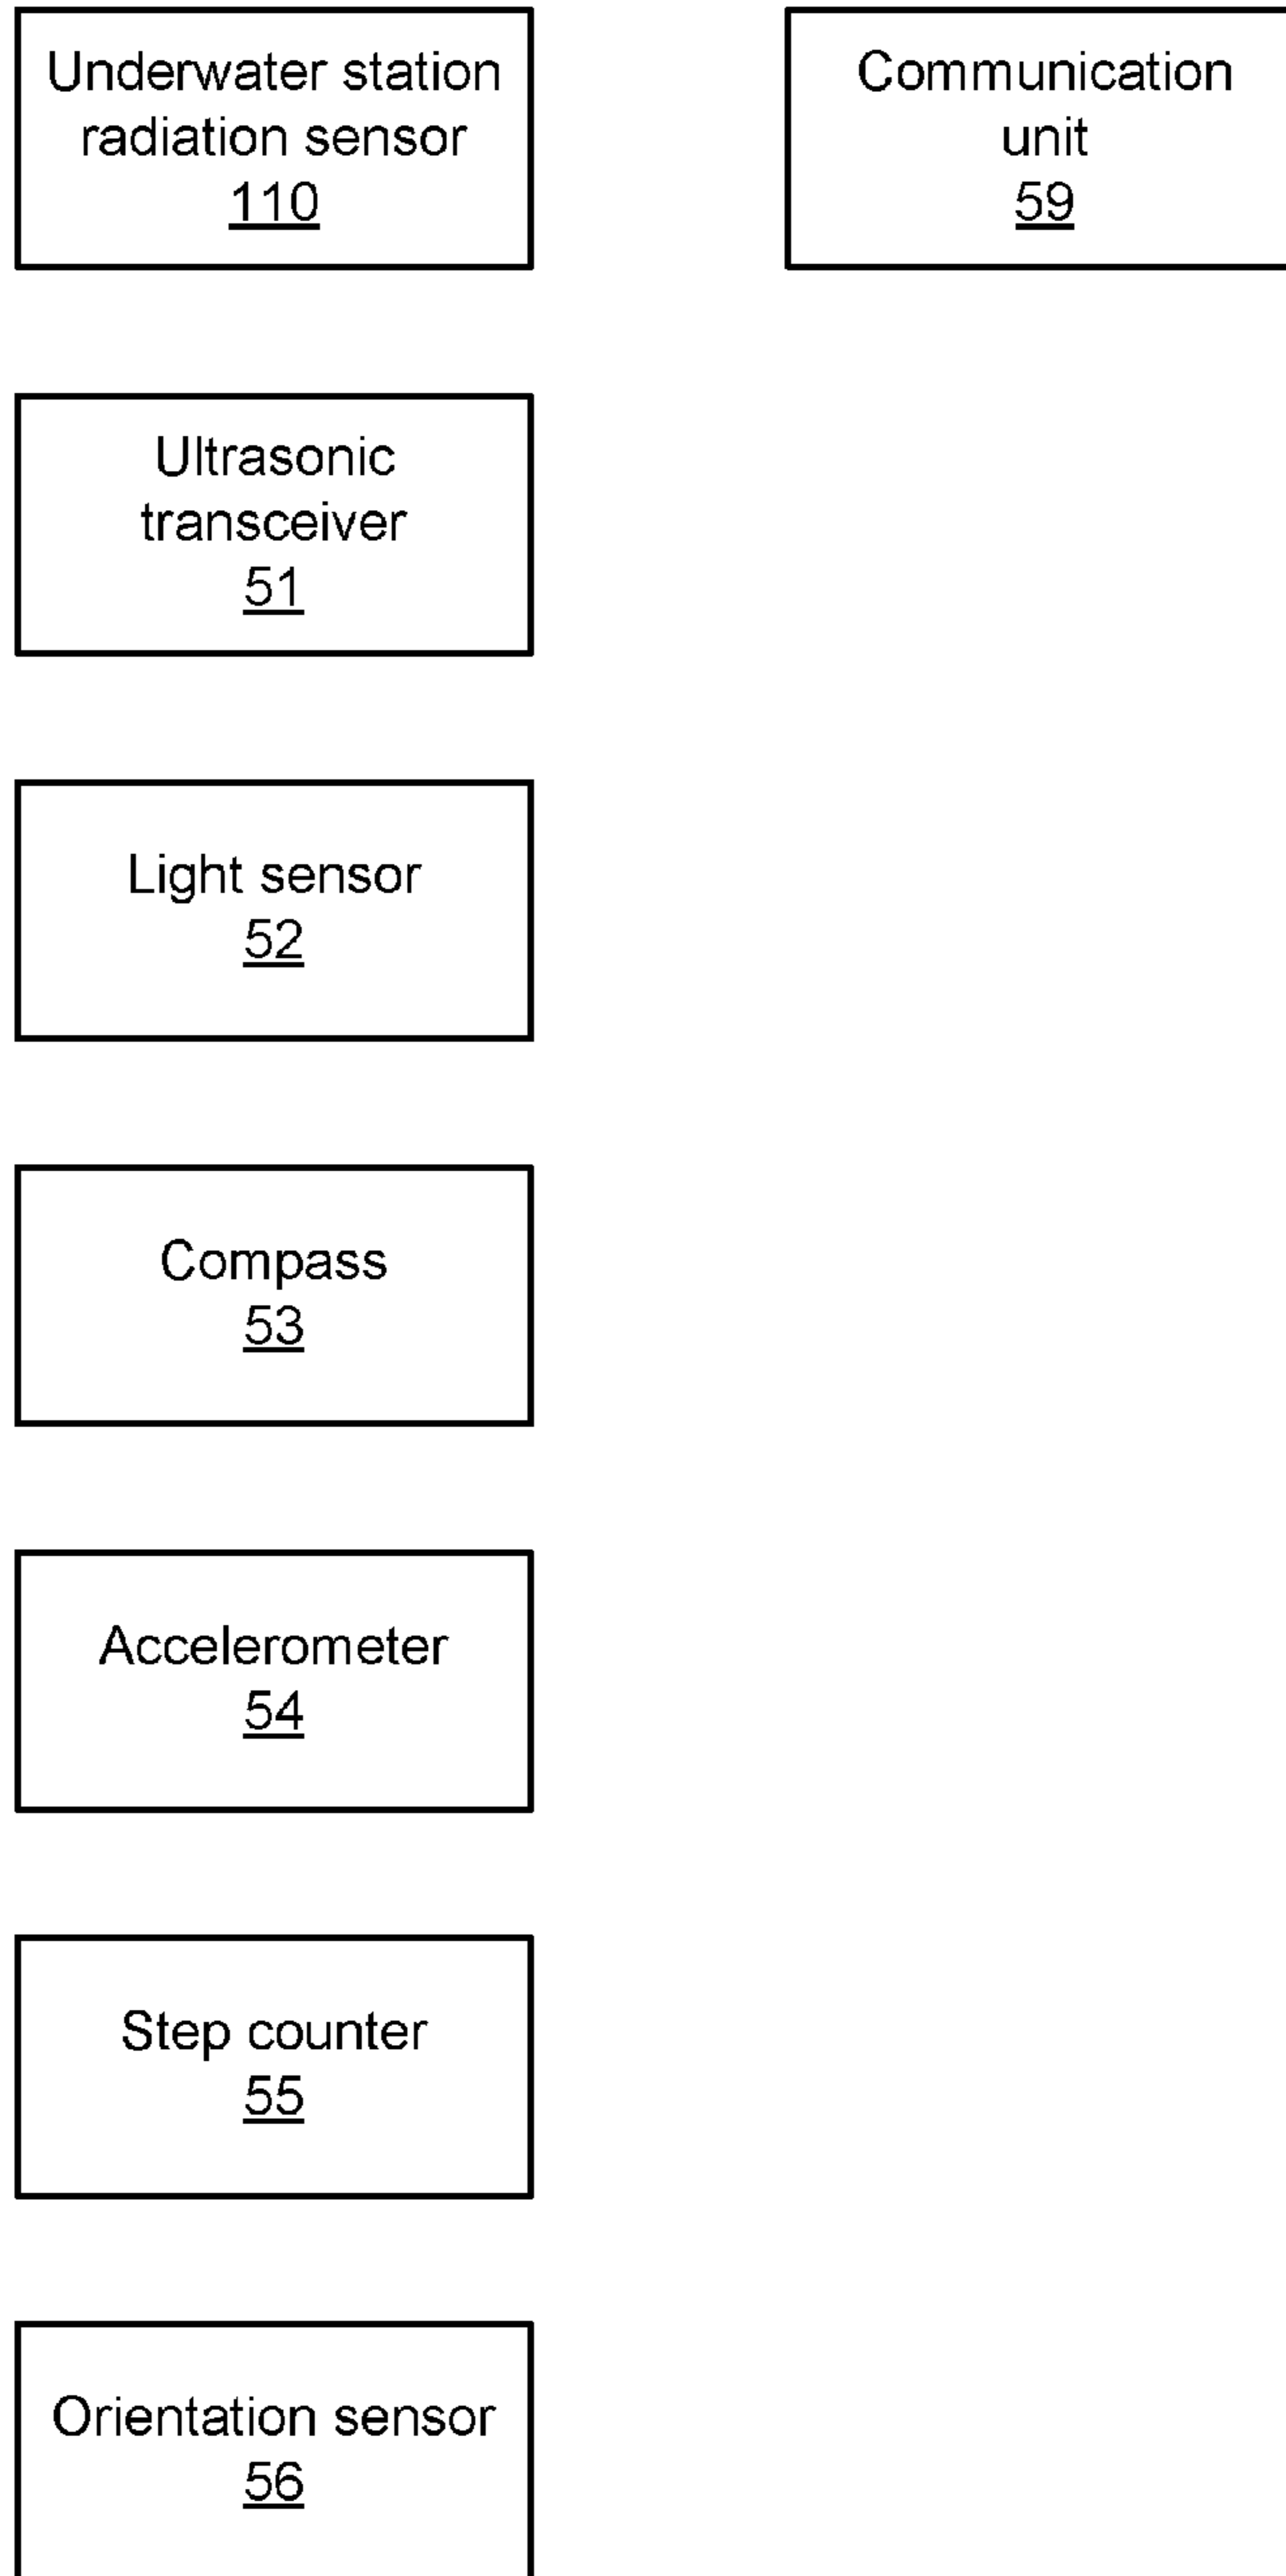 Underwater station
radiation sensor
110
Communication
unit
59
Ultrasonic
transceiver
51
Light sensor
52
Compass
53
Accelerometer
54
Step counter
55
Orientation sensor
56